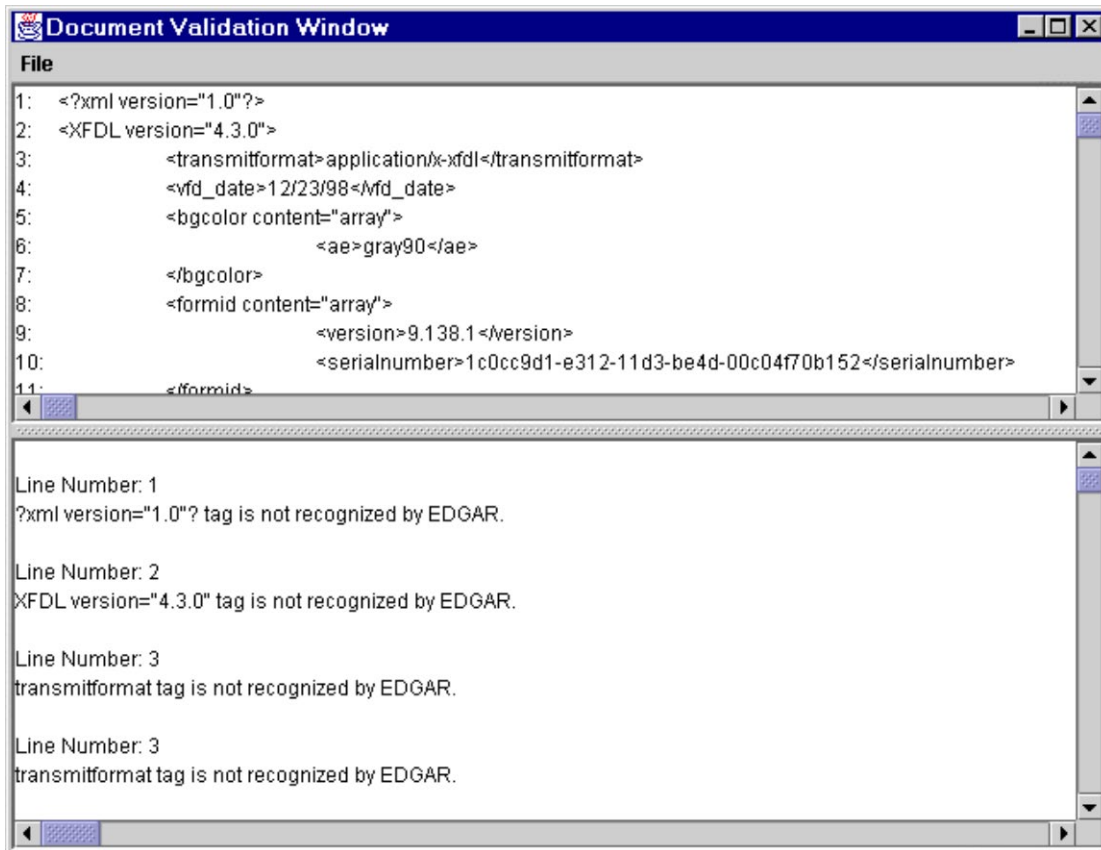 Document Validation Window
File
1: <?xml version="1.0"?>
2: <XFDL version="4.3.0">
3: <transmitformat>application/x-xfdl</transmitformat>
4: <vfd_date>12/23/98</vfd_date>
5: <bgcolor content="array">
6: <ae>gray90</ae>
7: </bgcolor>
8: <formid content="array">
9: <version>9.138.1</version>
10: <serialnumber>1c0cc9d1-e312-11d3-be4d-00c04f70b152</serialnumber>
11: </formid>
Line Number: 1
?xml version="1.0"? tag is not recognized by EDGAR.
Line Number: 2
XFDL version="4.3.0" tag is not recognized by EDGAR.
Line Number: 3
transmitformat tag is not recognized by EDGAR.
Line Number: 3
transmitformat tag is not recognized by EDGAR.